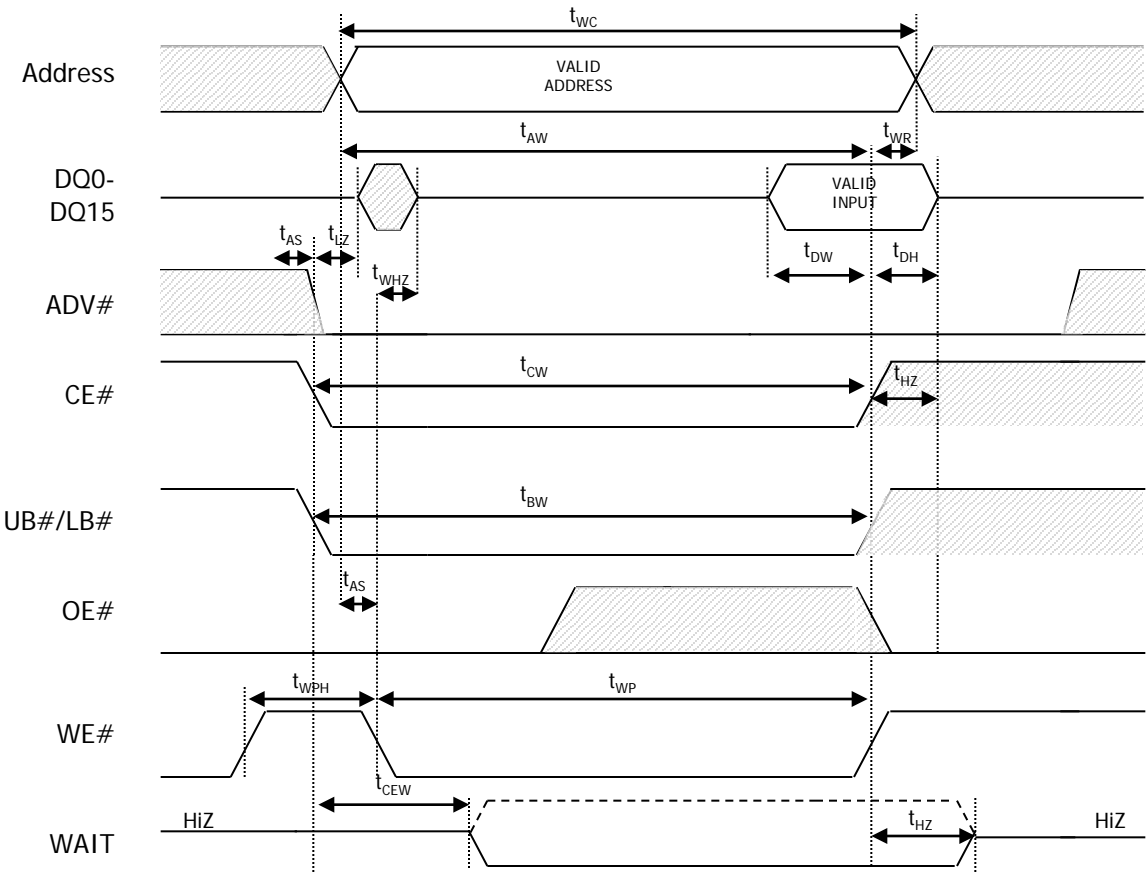 tWC
Address
VALID
ADDRESS
tAW
tWR
DQ0-
DQ15
VALID
INPUT
tAS
tLZ
tWHZ
tDW
tDH
ADV#
tCW
tHZ
CE#
tBW
UB#/LB#
tAS
OE#
tWPH
tWP
WE#
tCEW
HiZ
tHZ
HiZ
WAIT